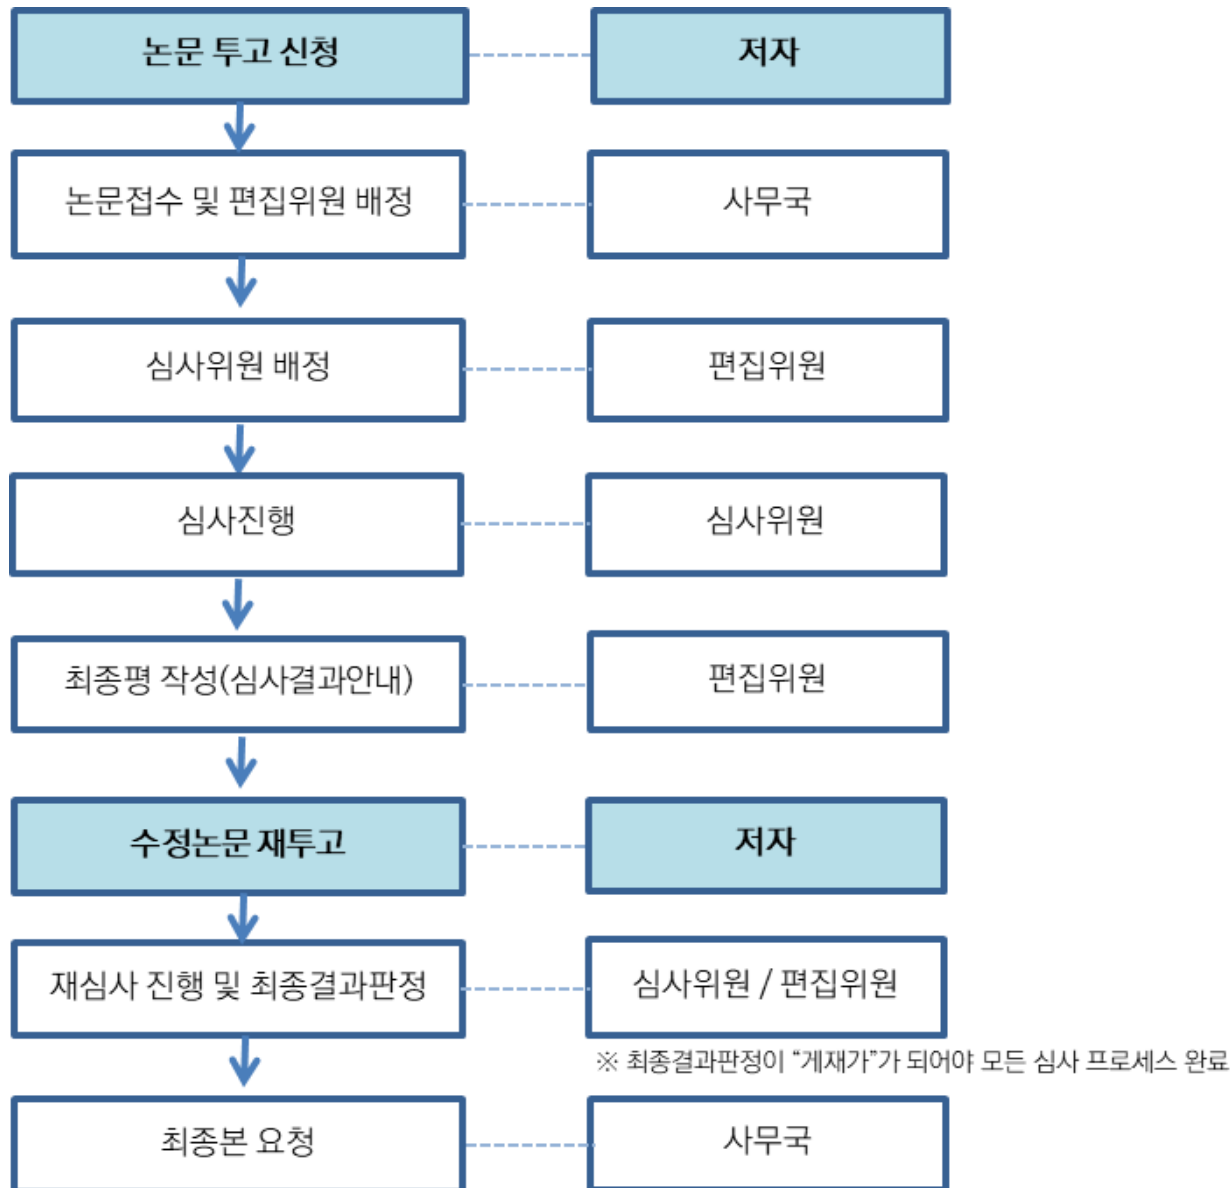 논문 투고 신청
저자
논문접수 및 편집위원 배정
사무국
심사위원 배정
편집위원
심사진행
심사위원
최종평 작성(심사결과안내)
편집위원
수정논문 재투고
저자
재심사 진행 및 최종결과판정
심사위원 / 편집위원
※ 최종결과판정이 “게재가”가 되어야 모든 심사 프로세스 완료
최종본 요청
사무국